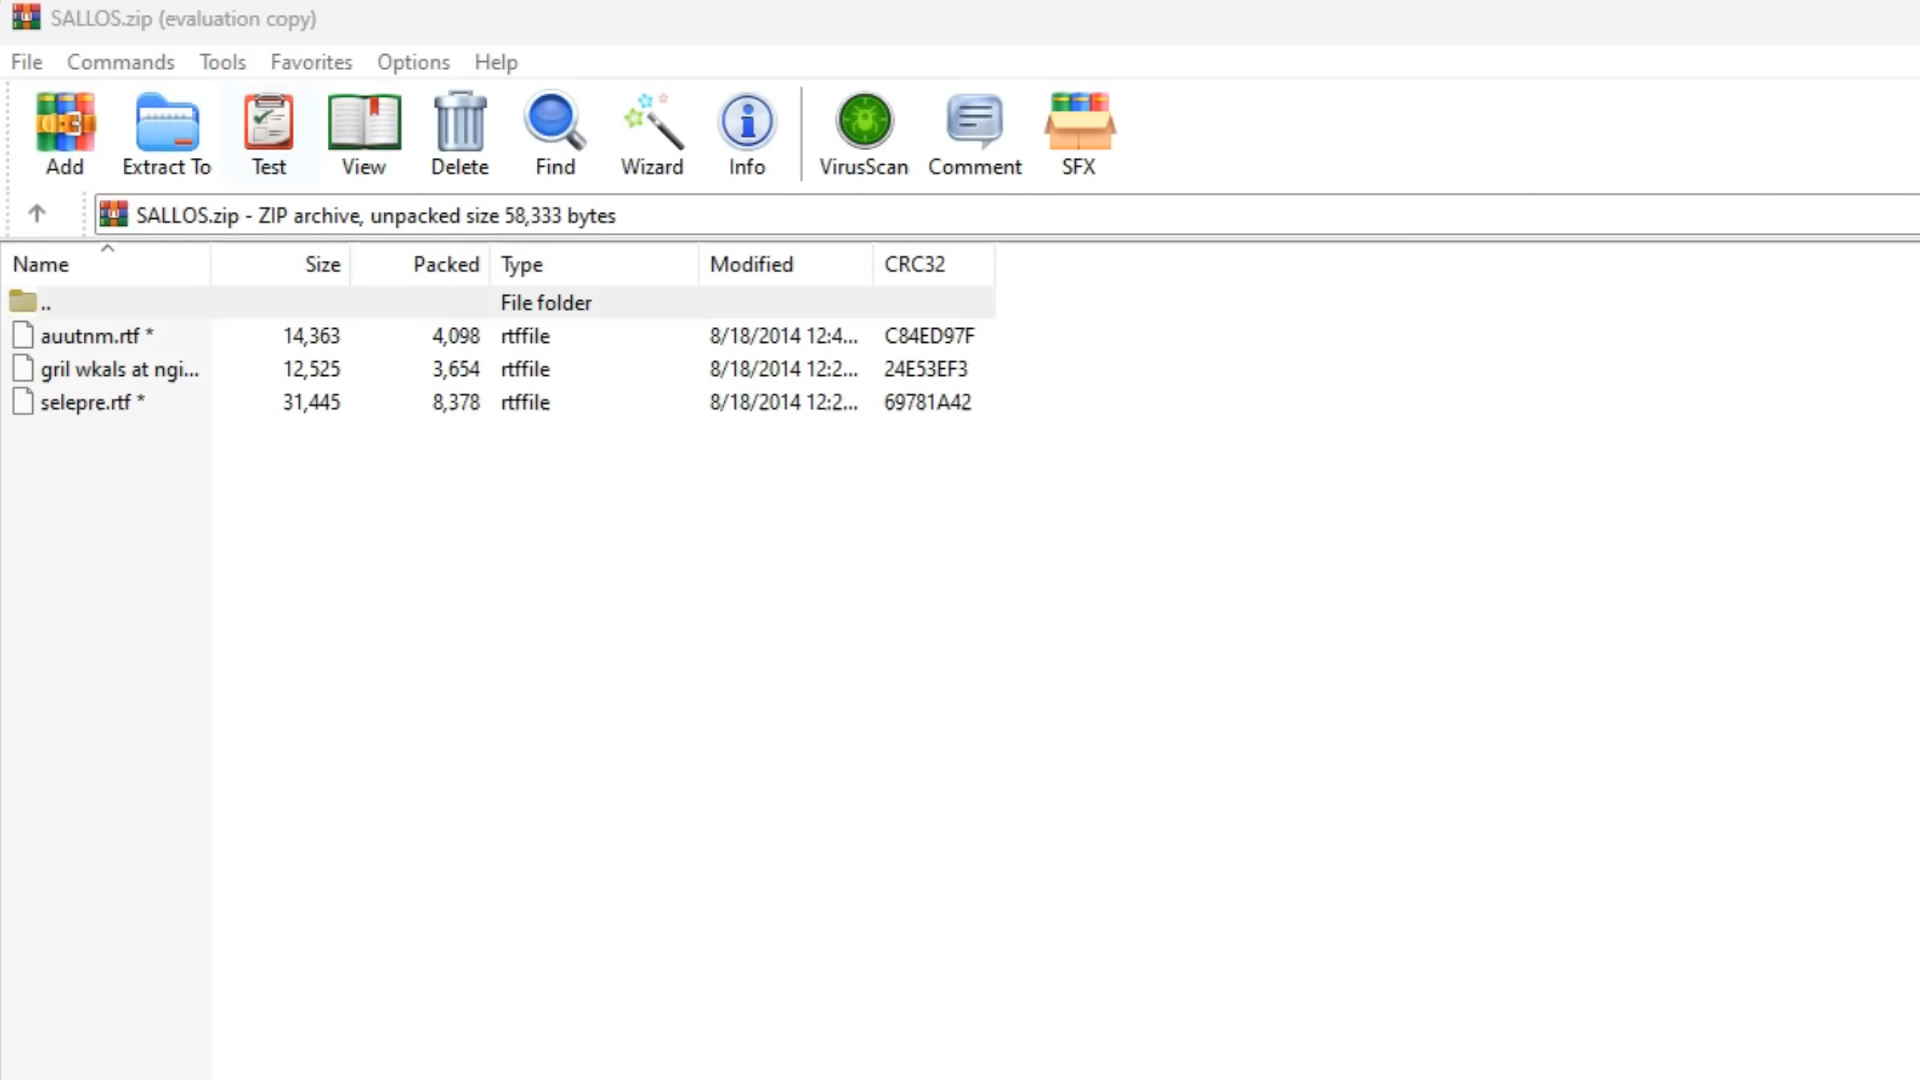 SALLOS.zip (evaluation copy)
File Commands Tools Favorites Options Help
Add Extract To Test View Delete Find Wizard Info VirusScan Comment SFX
SALLOS.zip - ZIP archive, unpacked size 58,333 bytes
Name Size Packed Type Modified CRC32
.. File folder
auutnm.rtf * 14,363 4,098 rtffile 8/18/2014 12:4... C84ED97F
gril wkals at ngi... 12,525 3,654 rtffile 8/18/2014 12:2... 24E53EF3
selepre.rtf * 31,445 8,378 rtffile 8/18/2014 12:2... 69781A42